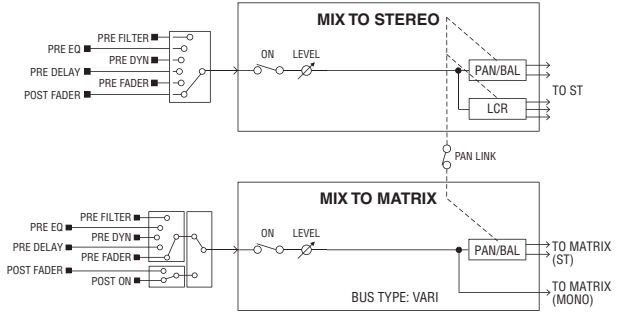 MIX TO STEREO
PRE FILTER
PRE EQ
PRE DYN
PRE DELAY
PRE FADER
POST FADER
ON
LEVEL
PAN/BAL
LCR
TO ST
PAN LINK
MIX TO MATRIX
PRE FILTER
PRE EQ
PRE DYN
PRE DELAY
PRE FADER
POST FADER
POST ON
ON
LEVEL
PAN/BAL
TO MATRIX
(ST)
TO MATRIX
(MONO)
BUS TYPE: VARI